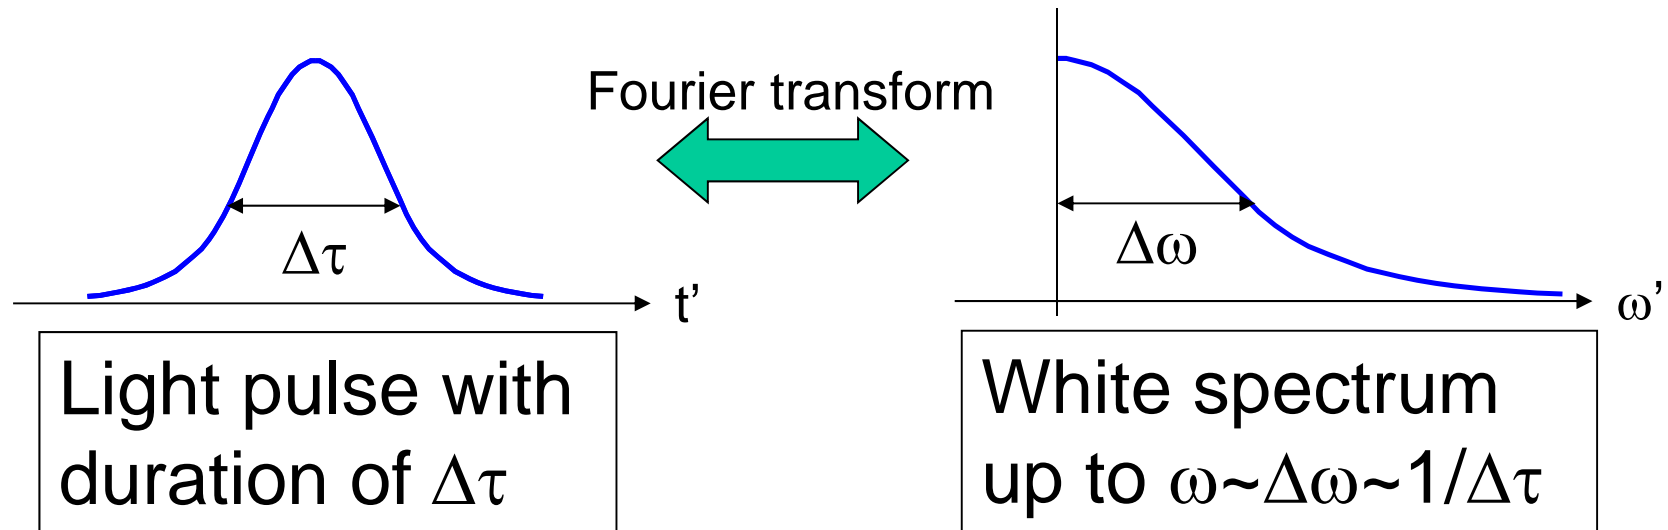 Fourier transform
Δτ
t’
Δω
ω’
Light pulse with
duration of Δτ
White spectrum
up to ω~Δω~1/Δτ